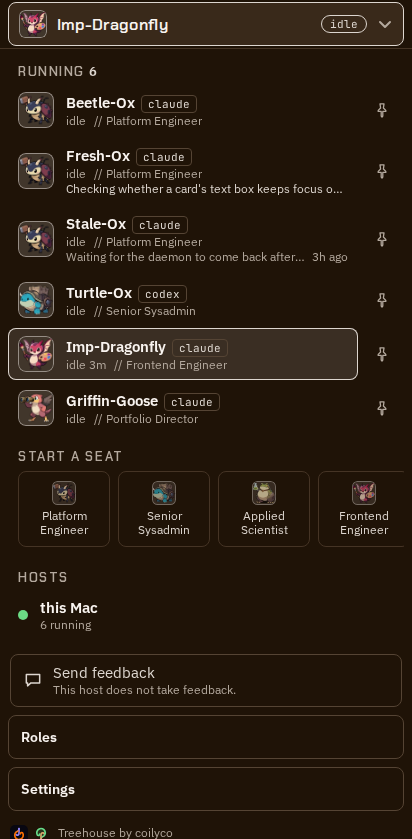 Imp-Dragonfly idle
RUNNING 6
Beetle-Ox claude
idle // Platform Engineer
Fresh-Ox claude
idle // Platform Engineer
Checking whether a card's text box keeps focus o...
Stale-Ox claude
idle // Platform Engineer
Waiting for the daemon to come back after... 3h ago
Turtle-Ox codex
idle // Senior Sysadmin
Imp-Dragonfly claude
idle 3m // Frontend Engineer
Griffin-Goose claude
idle // Portfolio Director
START A SEAT
Platform
Engineer
Senior
Sysadmin
Applied
Scientist
Frontend
Engineer
HOSTS
this Mac
6 running
Send feedback
This host does not take feedback.
Roles
Settings
Treehouse by coilyco